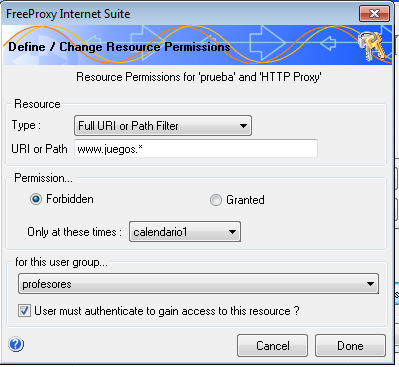 FreeProxy Internet Suite
Define / Change Resource Permissions
Resource Permissions for 'prueba' and 'HTTP Proxy'
Resource
Type : Full URI or Path Filter
URI or Path www.juegos.*
Permission...
Forbidden Granted
Only at these times : calendario1
for this user group...
profesores
User must authenticate to gain access to this resource ?
Cancel Done